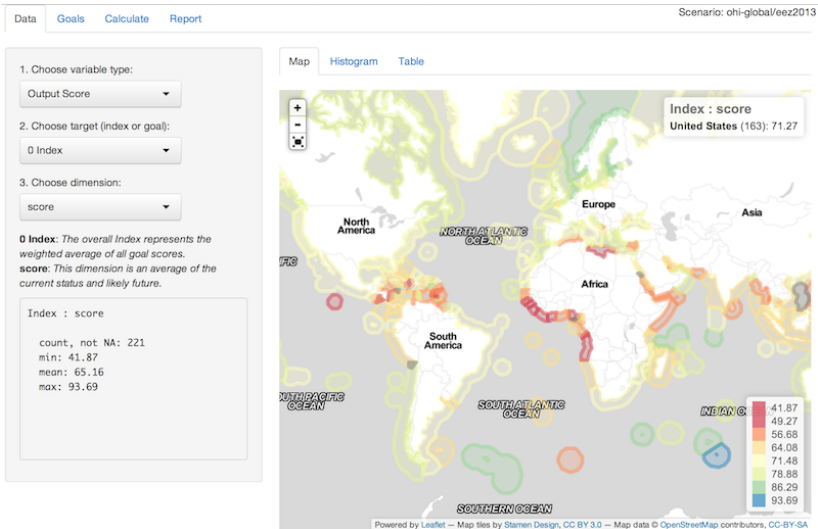 Data Goals Calculate Report
Scenario: ohi-global/eez2013
1. Choose variable type:
Output Score
2. Choose target (index or goal):
0 Index
3. Choose dimension:
score
0 Index: The overall Index represents the
weighted average of all goal scores.
score: This dimension is an average of the
current status and likely future.
Index : score
count, not NA: 221
min: 41.87
mean: 65.16
max: 93.69
Map Histogram Table
+
-
Index : score
United States (163): 71.27
North
America
NORTH ATLANTIC
OCEAN
Europe
Asia
IFIC
Africa
South
America
UTH PACIFIC
OCEAN
SOUTH ATLANTIC
OCEAN
INDIAN O
SOUTHERN OCEAN
41.87
49.27
56.68
64.08
71.48
78.88
86.29
93.69
Powered by Leaflet — Map tiles by Stamen Design, CC BY 3.0 — Map data © OpenStreetMap contributors, CC-BY-SA